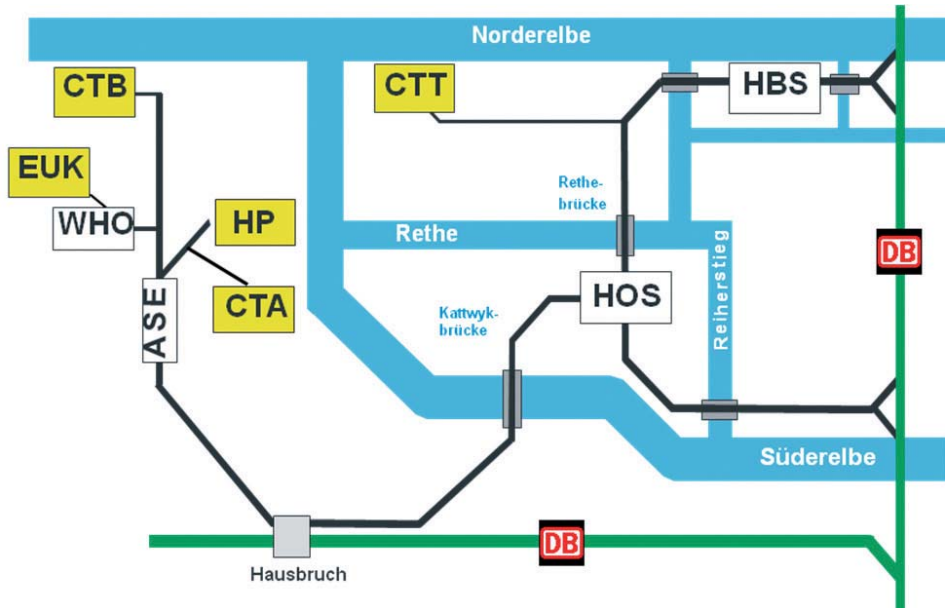 Norderelbe
CTB
CTT
HBS
EUK
WHO
HP
Rethe-
brücke
Rethe
CTA
ASE
HOS
Kattwyk-
brücke
Reiherstieg
DB
Süderelbe
DB
Hausbruch